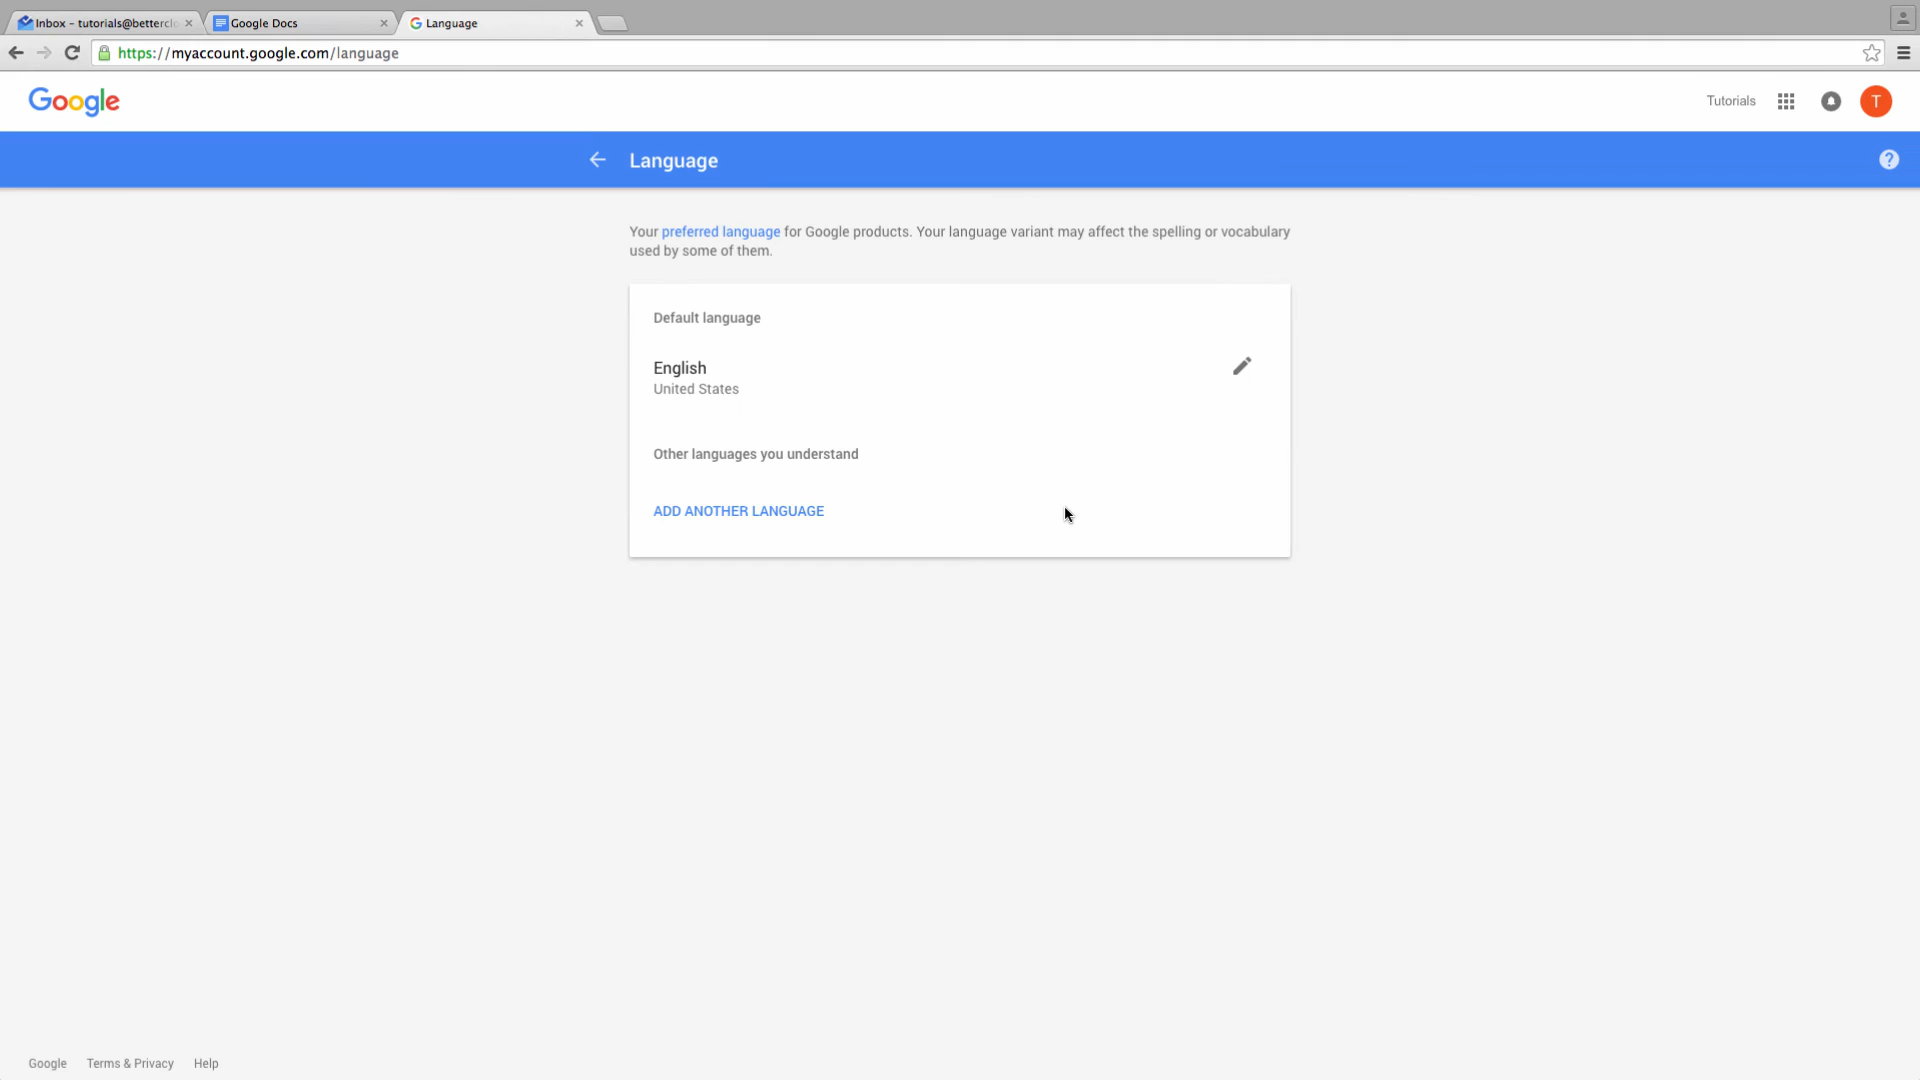 Inbox - tutorials@betterclo
Google Docs
Language
https://myaccount.google.com/language
Google
Tutorials
T
Language
?
Your preferred language for Google products. Your language variant may affect the spelling or vocabulary
used by some of them.
Default language
English
United States
Other languages you understand
ADD ANOTHER LANGUAGE
Google
Terms & Privacy
Help